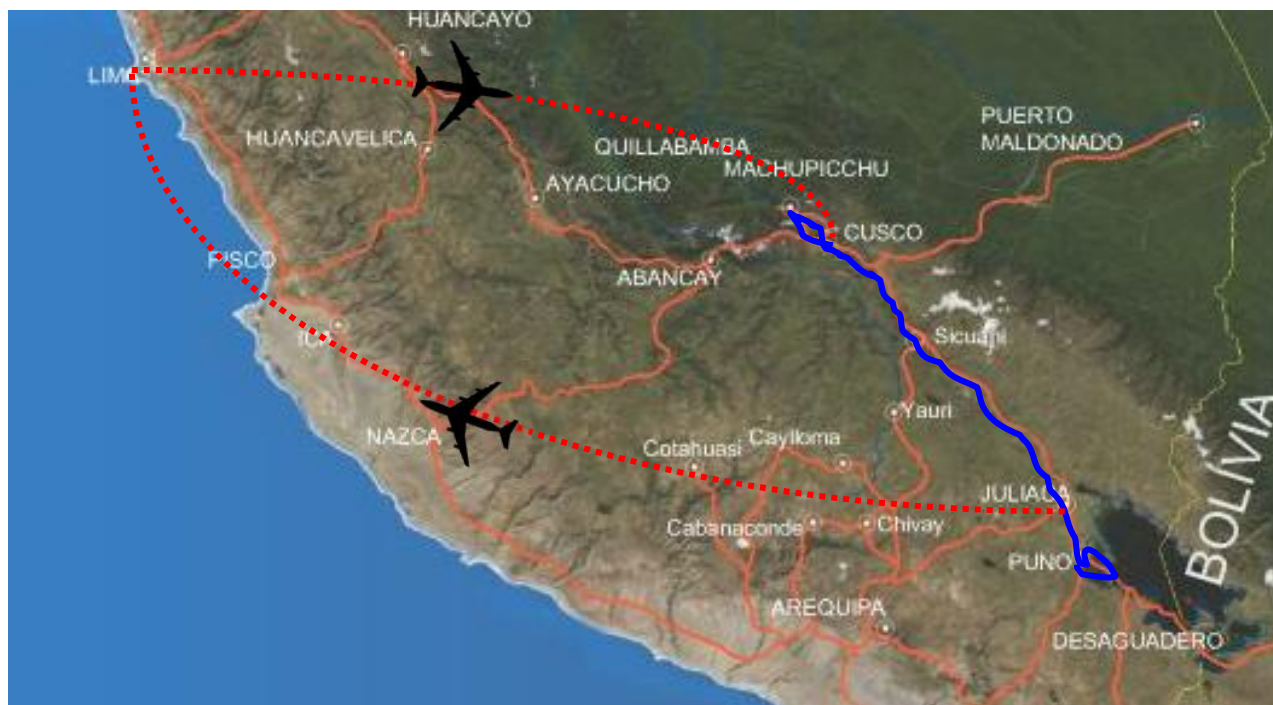 HUANCAYO
LIMA
PUERTO
MALDONADO
HUANCAVELICA
QUILLABAMBA
MACHUPICCHU
AYACUCHO
CUSCO
PISCO
ABANCAY
ICA
Sicuani
Yauri
NAZCA
Cotahuasi
Caylloma
BOLÍVIA
JULIACA
Cabanaconde
Chivay
PUNO
AREQUIPA
DESAGUADERO